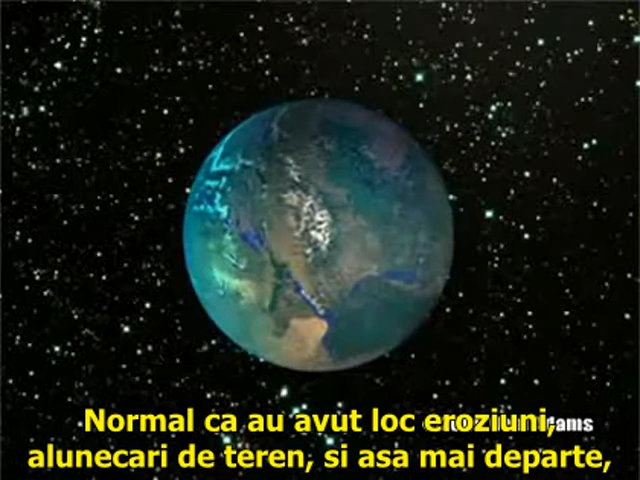 Normal ca au avut loc eroziuni,
alunecari de teren, si asa mai departe,